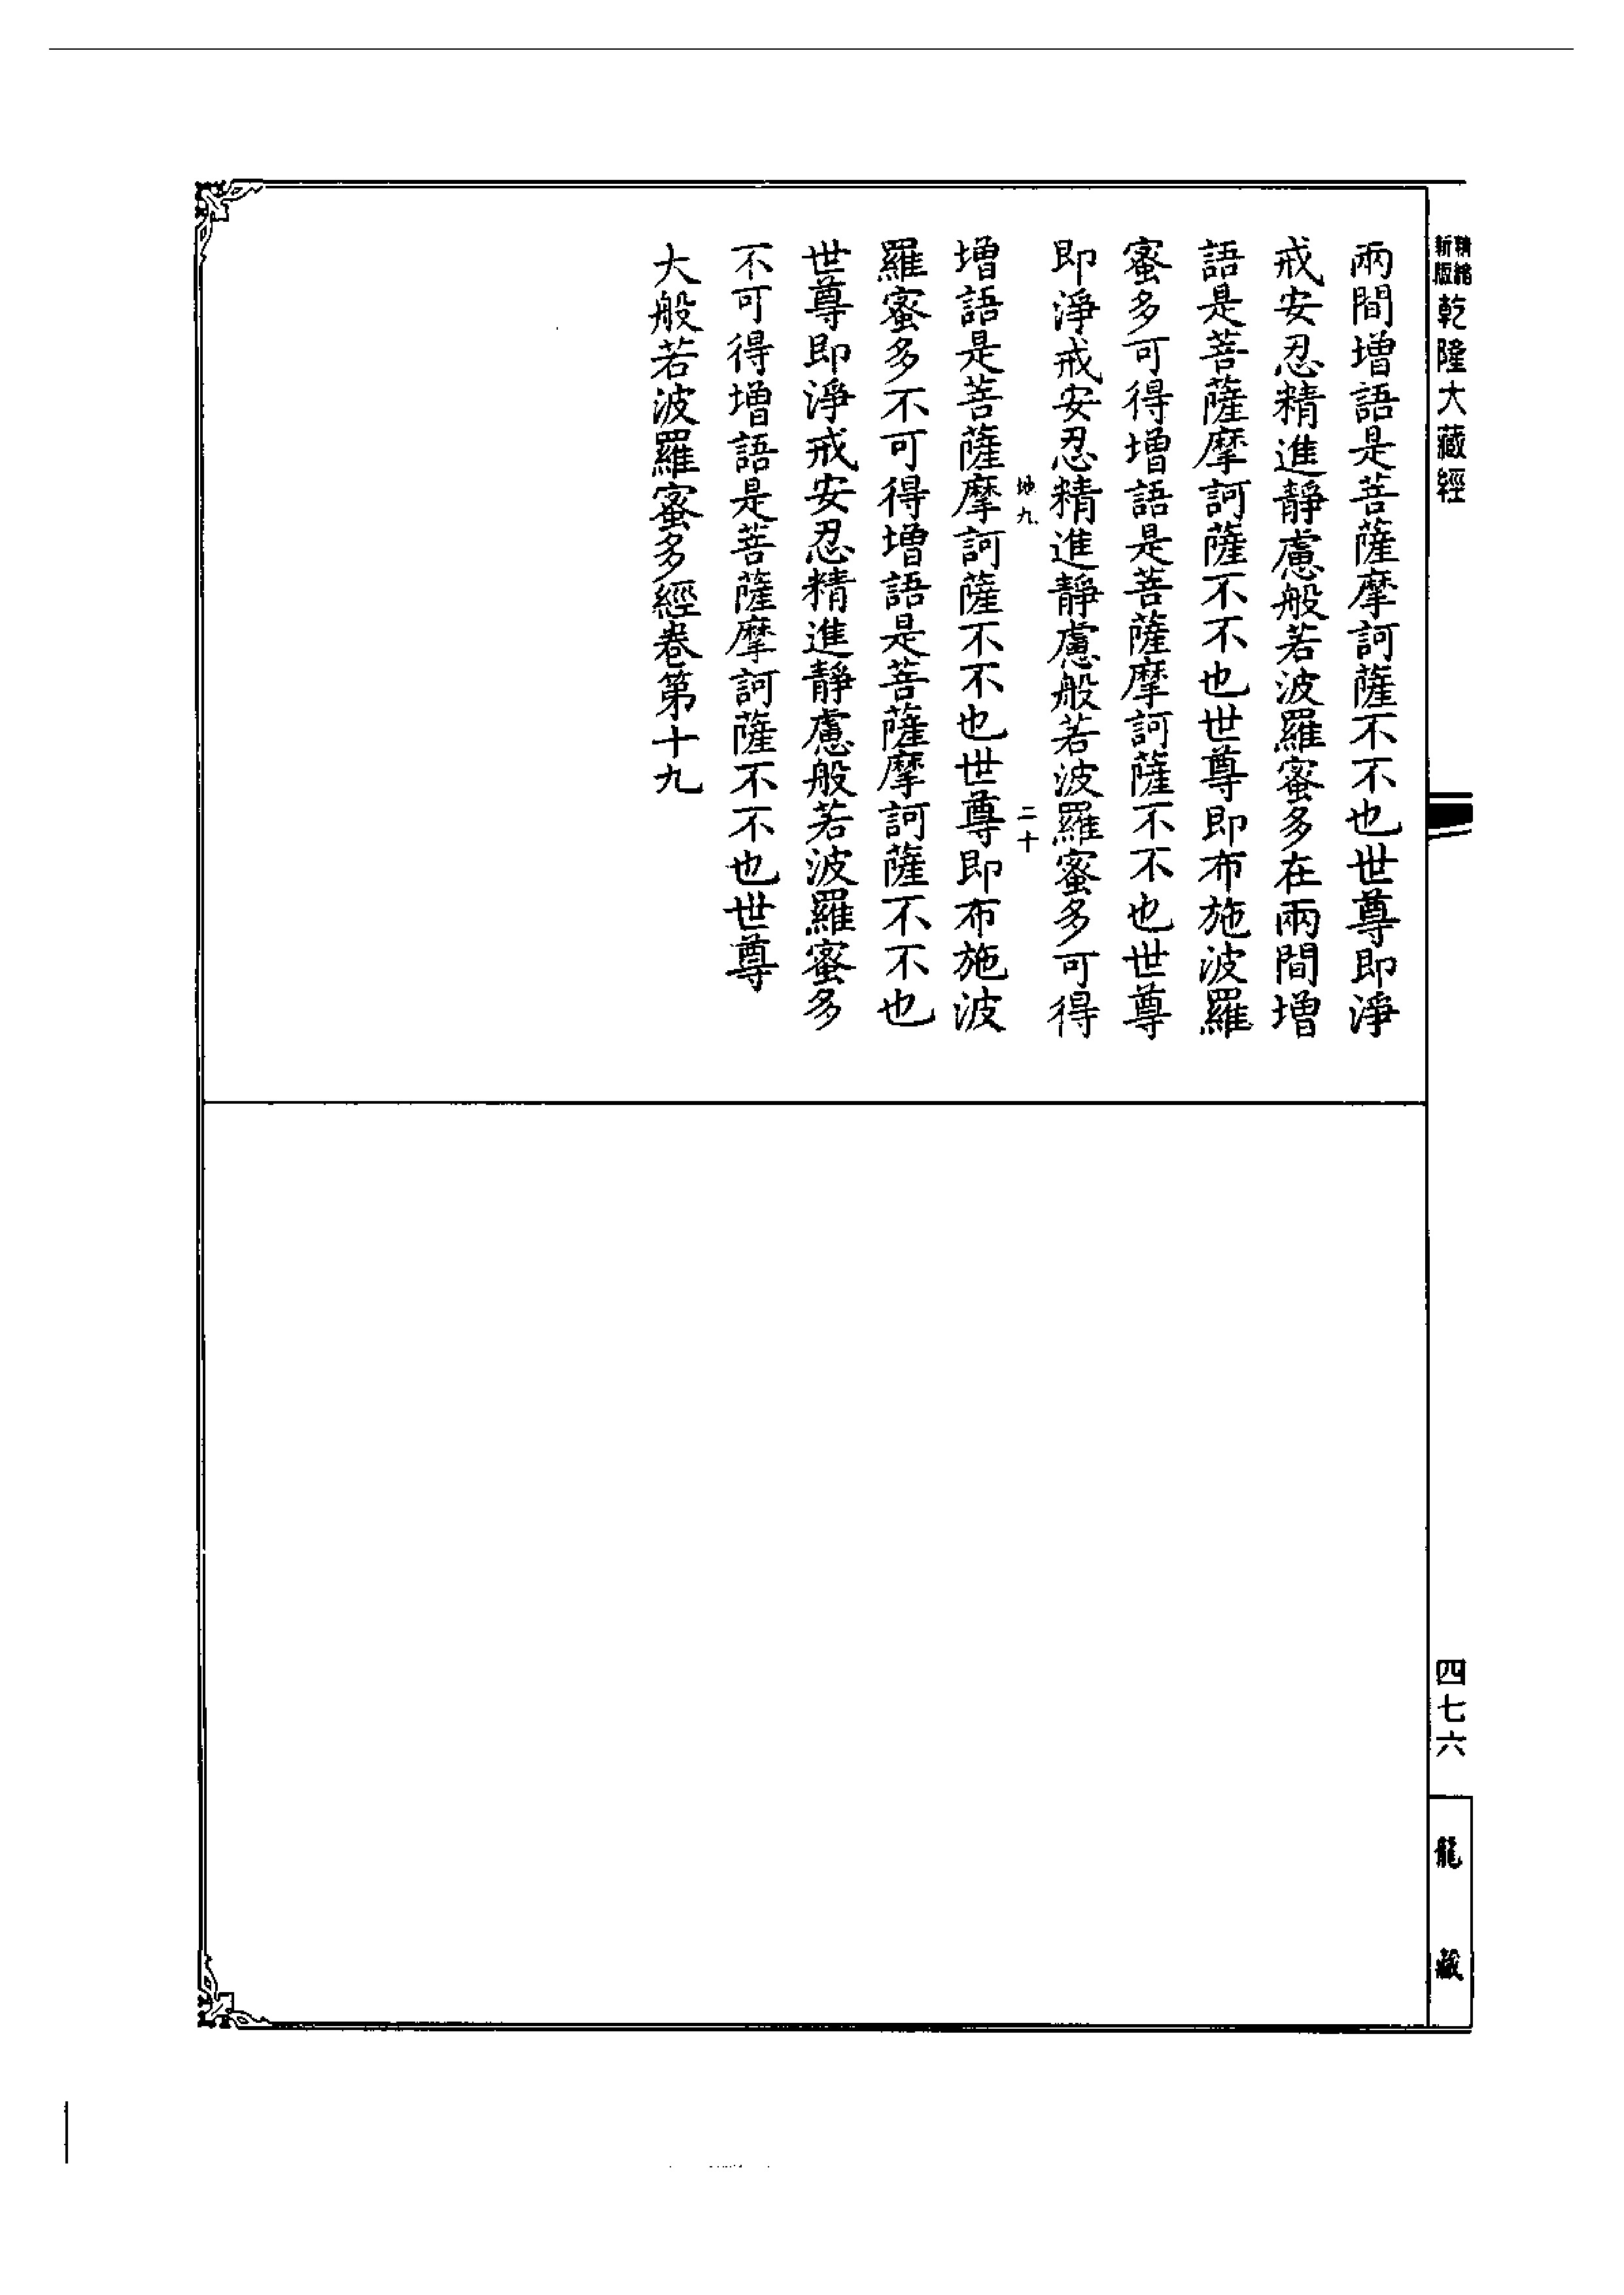 精縮
新版
乾隆大藏經
四七六
龍藏
兩間增語是菩薩摩訶薩不不也世尊即淨
戒安忍精進靜慮般若波羅蜜多在兩間增
語是菩薩摩訶薩不不也世尊即布施波羅
蜜多可得增語是菩薩摩訶薩不不也世尊
即淨戒安忍精進靜慮般若波羅蜜多可得
地九 二十
增語是菩薩摩訶薩不不也世尊即布施波
羅蜜多不可得增語是菩薩摩訶薩不不也
世尊即淨戒安忍精進靜慮般若波羅蜜多
不可得增語是菩薩摩訶薩不不也世尊
大般若波羅蜜多經卷第十九